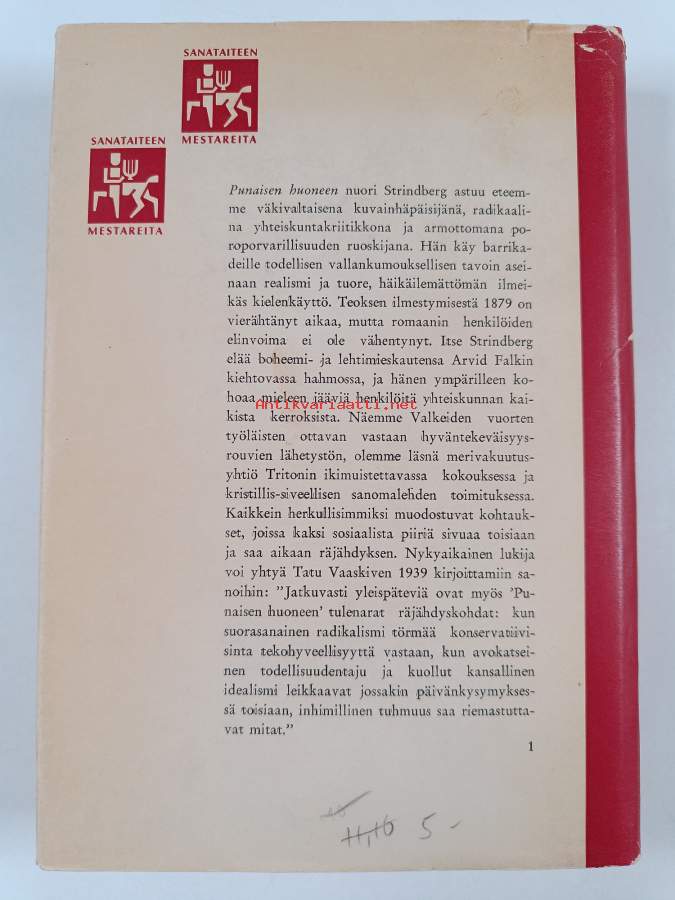 SANATAITEEN
MESTAREITA
SANATAITEEN
MESTAREITA
Punaisen huoneen nuori Strindberg astuu eteem-
me väkivaltaisena kuvainhäpäisijänä, radikaali-
na yhteiskuntakriitikkona ja armottomana po-
roporvarillisuuden ruoskijana. Hän käy barrika-
deille todellisen vallankumouksellisen tavoin asei-
naan realismi ja tuore, häikäilemättömän ilmei-
käs kielenkäyttö. Teoksen ilmestymisestä 1879 on
vierähtänyt aikaa, mutta romaanin henkilöiden
elinvoima ei ole vähentynyt. Itse Strindberg
elää boheemi- ja lehtimieskautensa Arvid Falkin
kiehtovassa hahmossa, ja hänen ympärilleen ko-
hoaa mieleen jääviä henkilöitä yhteiskunnan kai-
Antikvariaatti.net
kista kerroksista. Näemme Valkeiden vuorten
työläisten ottavan vastaan hyväntekeväisyys-
rouvien lähetystön, olemme läsnä merivakuutus-
yhtiö Tritonin ikimuistettavassa kokouksessa ja
kristillis-siveellisen sanomalehden toimituksessa.
Kaikkein herkullisimmiksi muodostuvat kohtauk-
set, joissa kaksi sosiaalista piiriä sivuaa toisiaan
ja saa aikaan räjähdyksen. Nykyaikainen lukija
voi yhtyä Tatu Vaaskiven 1939 kirjoittamiin sa-
noihin: ”Jatkuvasti yleispäteviä ovat myös ’Pu-
naisen huoneen’ tulenarat räjähdyskohdat: kun
suorasanainen radikalismi törmää konservatiivi-
sinta tekohyveellisyyttä vastaan, kun avokatsei-
nen todellisuudentaju ja kuollut kansallinen
idealismi leikkaavat jossakin päivänkysymykses-
sä toisiaan, inhimillinen tuhmuus saa riemastutta-
vat mitat.”
1
5 -